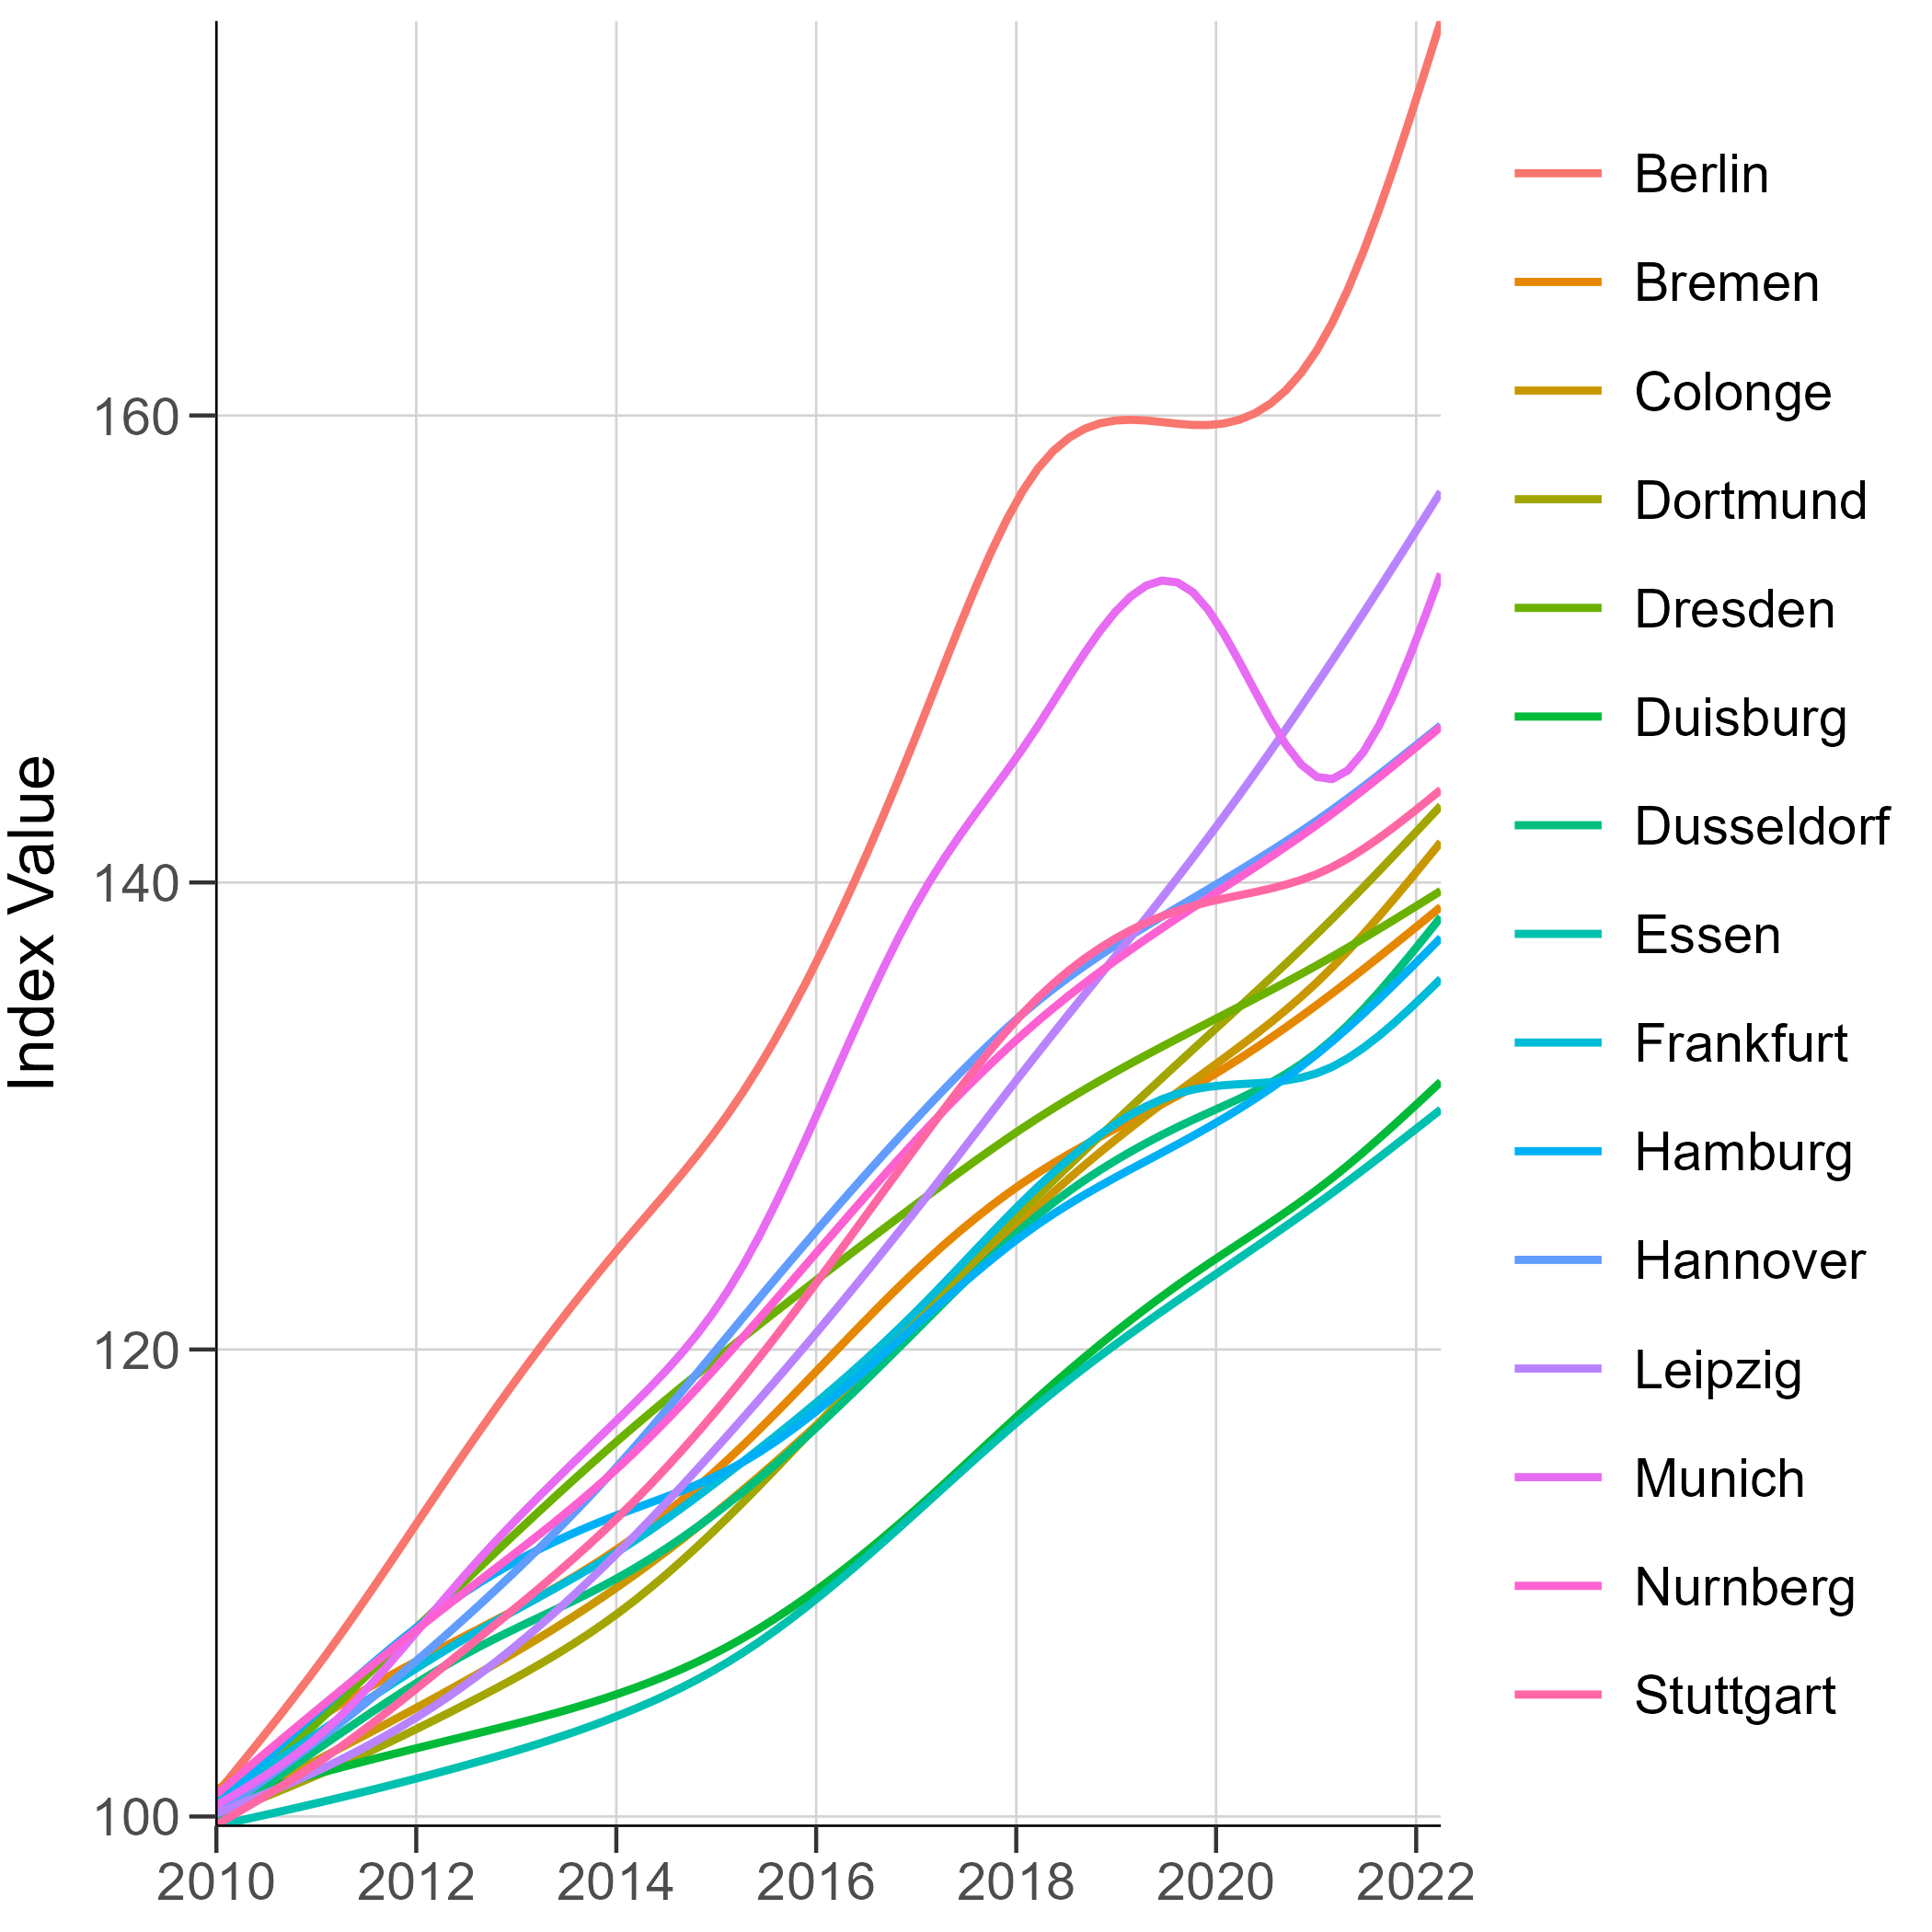 Index Value
160
140
120
100
2010 2012 2014 2016 2018 2020 2022
Berlin
Bremen
Colonge
Dortmund
Dresden
Duisburg
Dusseldorf
Essen
Frankfurt
Hamburg
Hannover
Leipzig
Munich
Nurnberg
Stuttgart